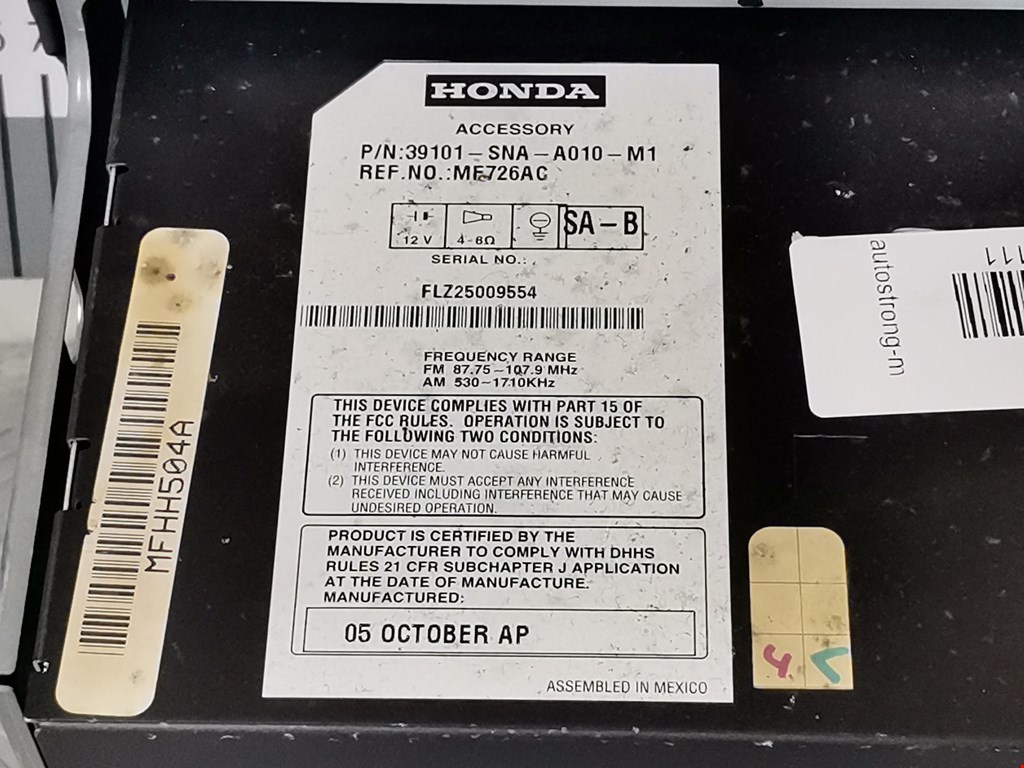 HONDA
ACCESSORY
P/N:39101-SNA-A010-M1
REF.NO.:MF726AC
12 V
4-8Ω
SA-B
SERIAL NO.:
FLZ25009554
FREQUENCY RANGE
FM 87.75-107.9 MHz
AM 530-1710KHz
THIS DEVICE COMPLIES WITH PART 15 OF
THE FCC RULES. OPERATION IS SUBJECT TO
THE FOLLOWING TWO CONDITIONS:
(1) THIS DEVICE MAY NOT CAUSE HARMFUL
INTERFERENCE.
(2) THIS DEVICE MUST ACCEPT ANY INTERFERENCE
RECEIVED INCLUDING INTERFERENCE THAT MAY CAUSE
UNDESIRED OPERATION.
PRODUCT IS CERTIFIED BY THE
MANUFACTURER TO COMPLY WITH DHHS
RULES 21 CFR SUBCHAPTER J APPLICATION
AT THE DATE OF MANUFACTURE.
MANUFACTURED:
05 OCTOBER AP
ASSEMBLED IN MEXICO
MFHH504A
autostrong-m